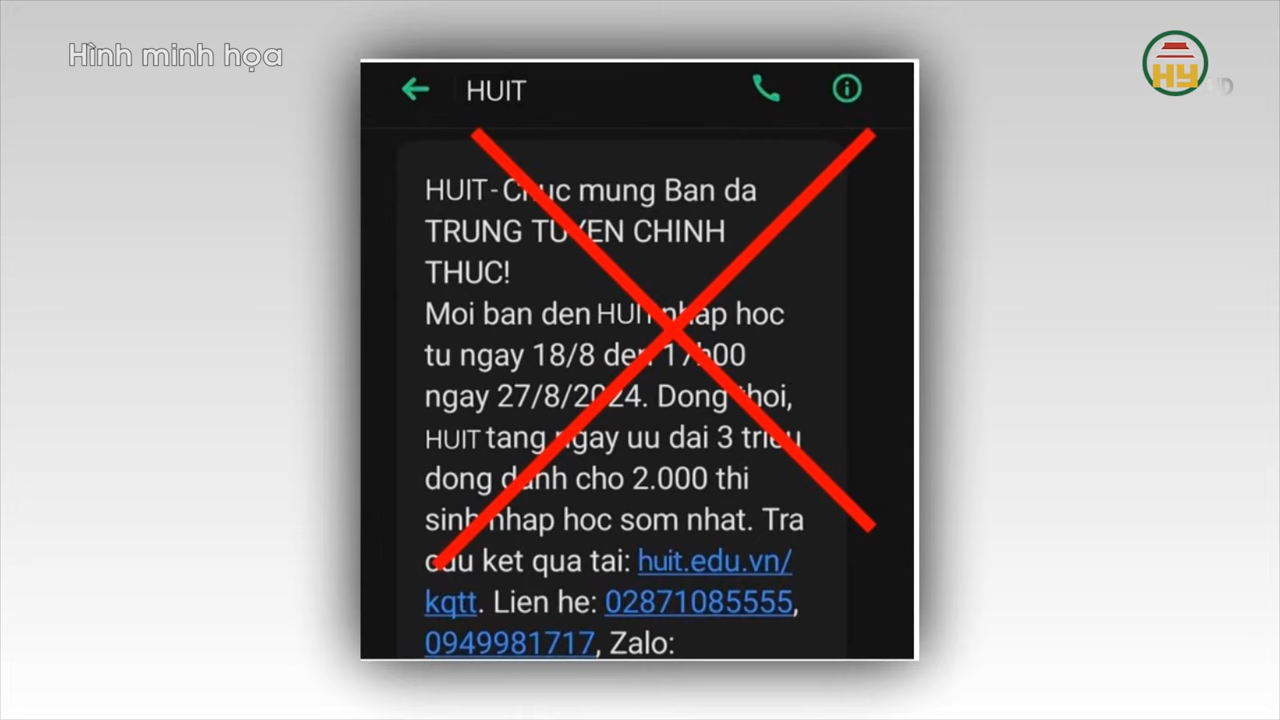 Hình minh họa
HY
HD
HUIT
HUIT - Chuc mung Ban da
TRUNG TUYEN CHINH
THUC!
Moi ban den HUIT nhap hoc
tu ngay 18/8 den 17h00
ngay 27/8/2024. Dong thoi,
HUIT tang ngay uu dai 3 trieu
dong danh cho 2.000 thi
sinh nhap hoc som nhat. Tra
cuu ket qua tai: huit.edu.vn/
kqtt. Lien he: 02871085555,
0949981717, Zalo: